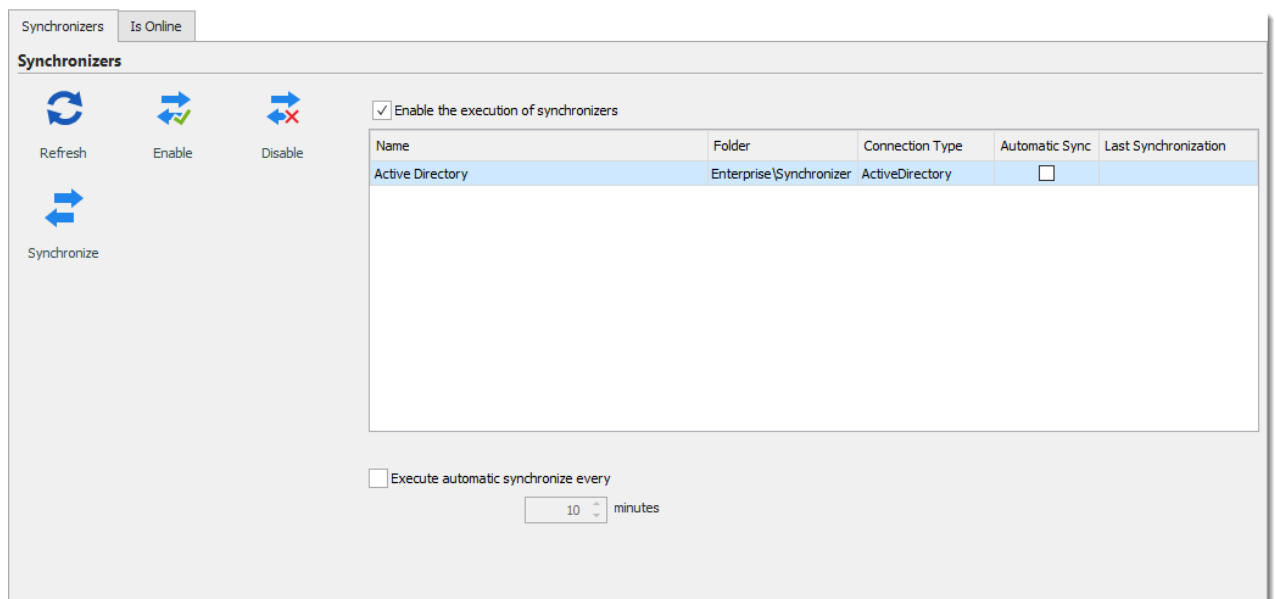 Synchronizers Is Online
Synchronizers
Refresh Enable Disable
Synchronize
Enable the execution of synchronizers
Name Folder Connection Type Automatic Sync Last Synchronization
Active Directory Enterprise\Synchronizer ActiveDirectory
Execute automatic synchronize every
10 minutes